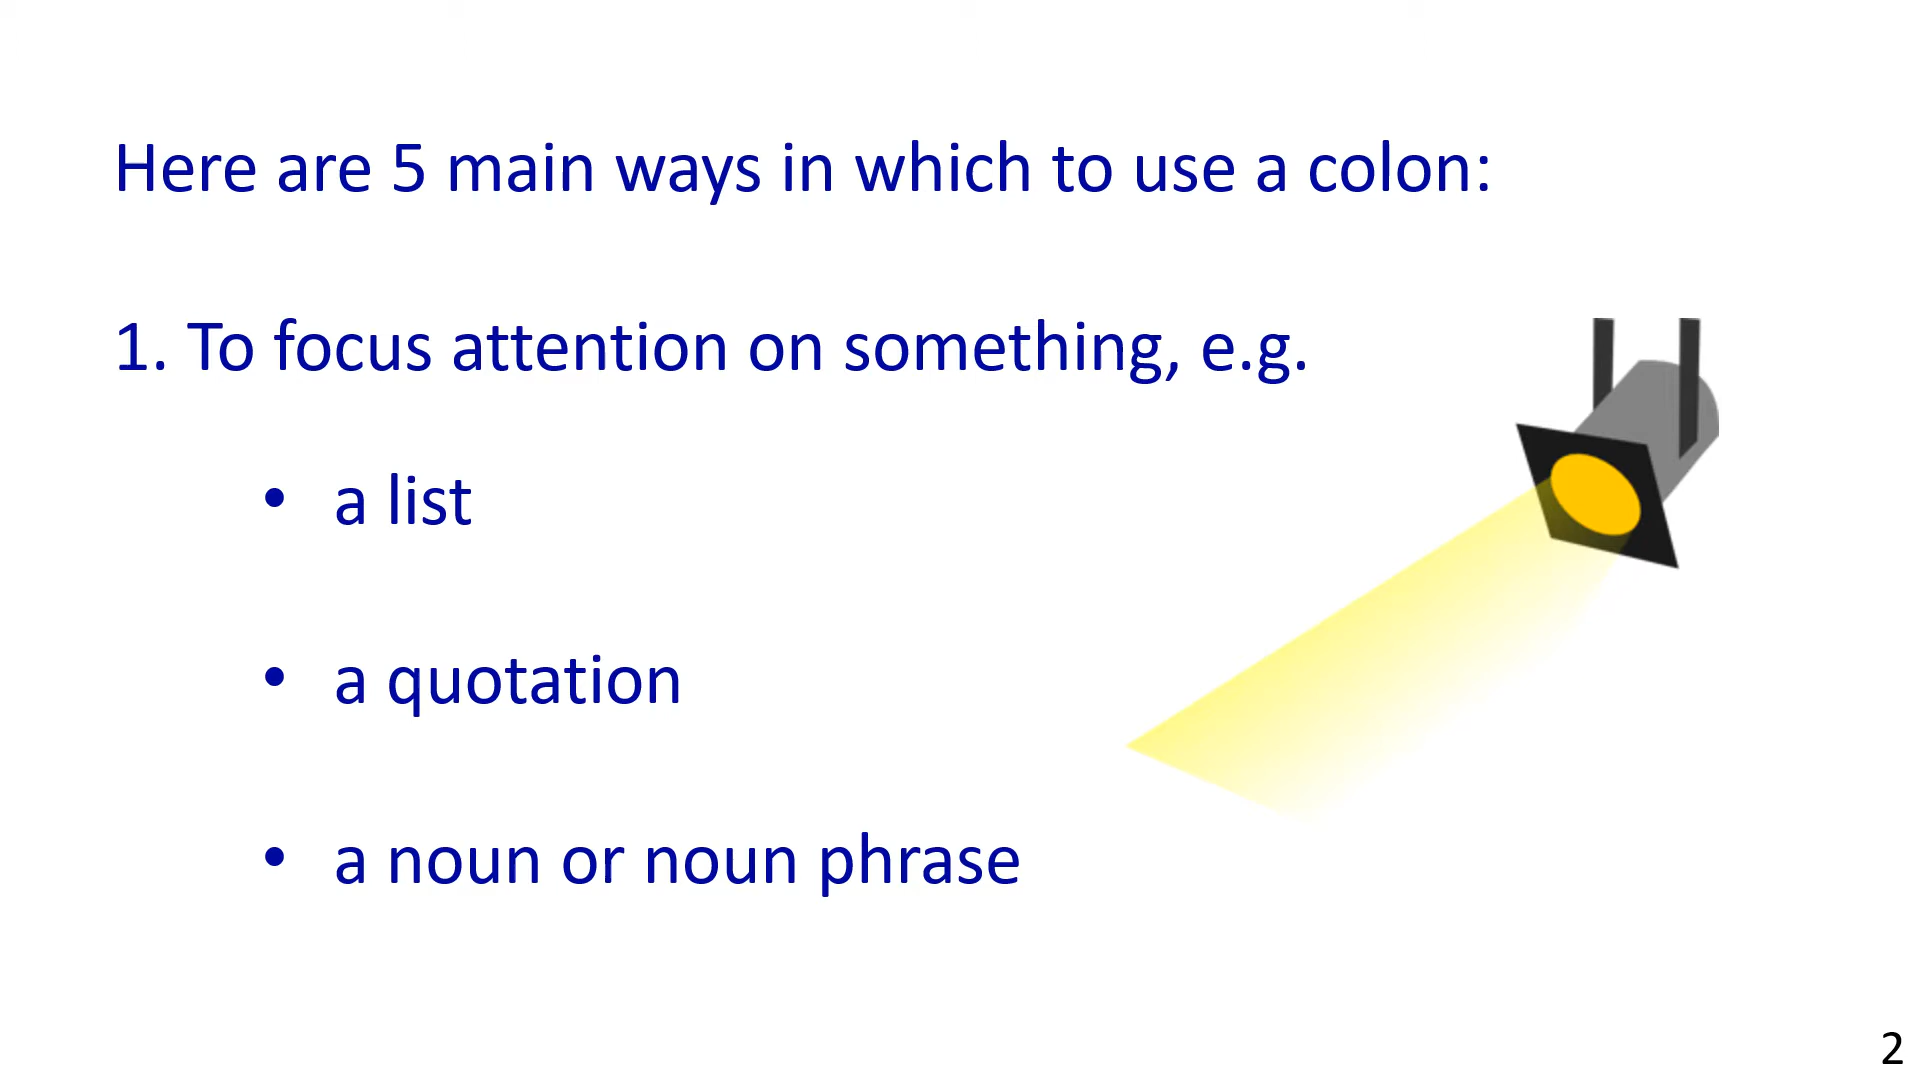 Here are 5 main ways in which to use a colon:
1. To focus attention on something, e.g.
• a list
• a quotation
• a noun or noun phrase
2